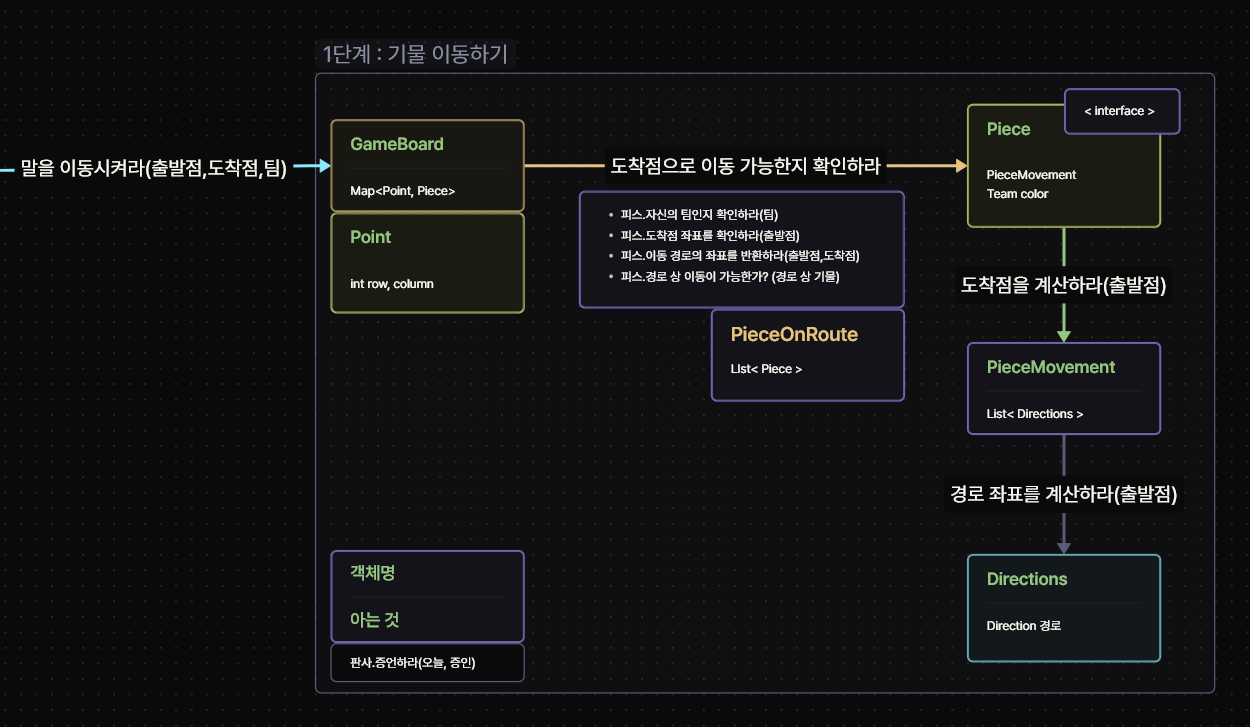 1단계 : 기물 이동하기
말을 이동시켜라(출발점,도착점,팀)
GameBoard
Map<Point, Piece>
Point
int row, column
도착점으로 이동 가능한지 확인하라
• 피스.자신의 팀인지 확인하라(팀)
• 피스.도착점 좌표를 확인하라(출발점)
• 피스.이동 경로의 좌표를 반환하라(출발점,도착점)
• 피스.경로 상 이동이 가능한가? (경로 상 기물)
PieceOnRoute
LIst< Piece >
< interface >
Piece
PieceMovement
Team color
도착점을 계산하라(출발점)
PieceMovement
List< Directions >
경로 좌표를 계산하라(출발점)
Directions
Direction 경로
객체명
아는 것
판사.증언하라(오늘, 증인)